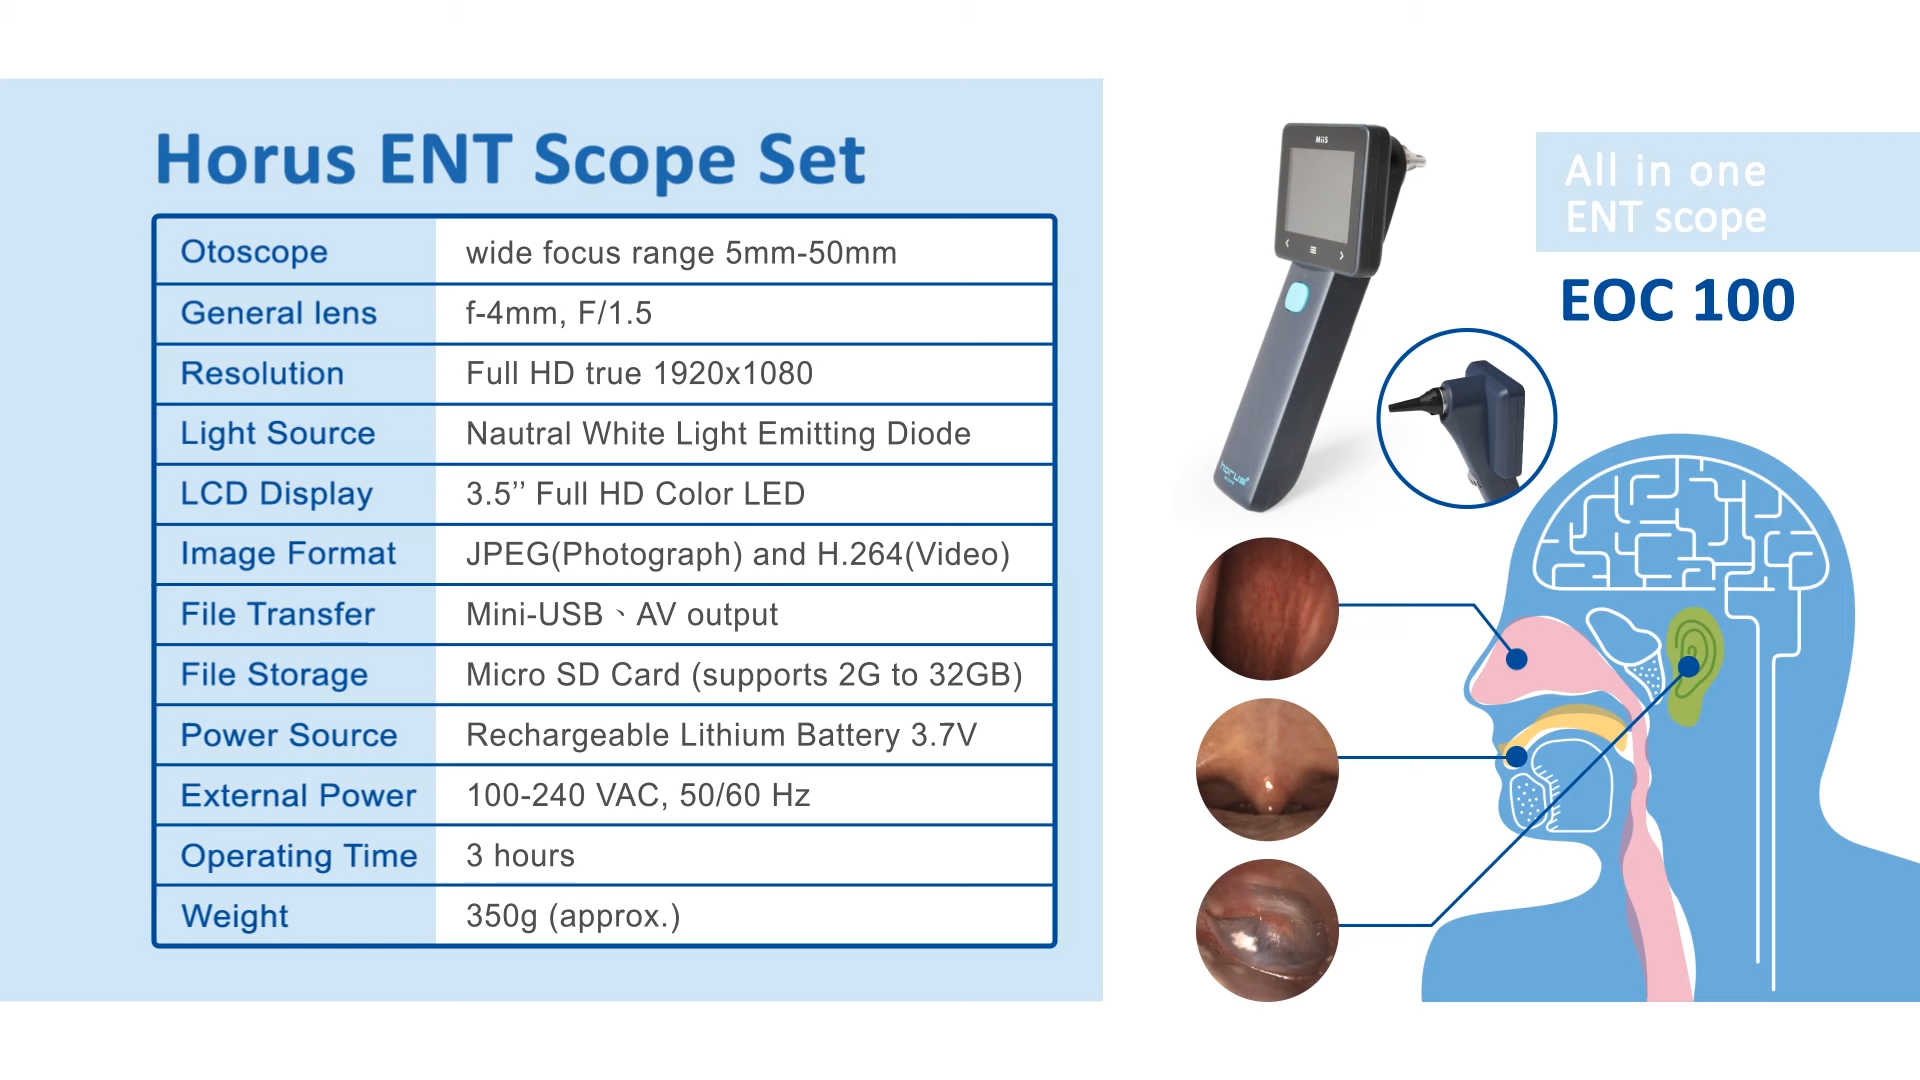 Horus ENT Scope Set
Otoscope wide focus range 5mm-50mm
General lens f-4mm, F/1.5
Resolution Full HD true 1920x1080
Light Source Nautral White Light Emitting Diode
LCD Display 3.5’’ Full HD Color LED
Image Format JPEG(Photograph) and H.264(Video)
File Transfer Mini-USB、AV output
File Storage Micro SD Card (supports 2G to 32GB)
Power Source Rechargeable Lithium Battery 3.7V
External Power 100-240 VAC, 50/60 Hz
Operating Time 3 hours
Weight 350g (approx.)
MiiS
horus
All in one
ENT scope
EOC 100